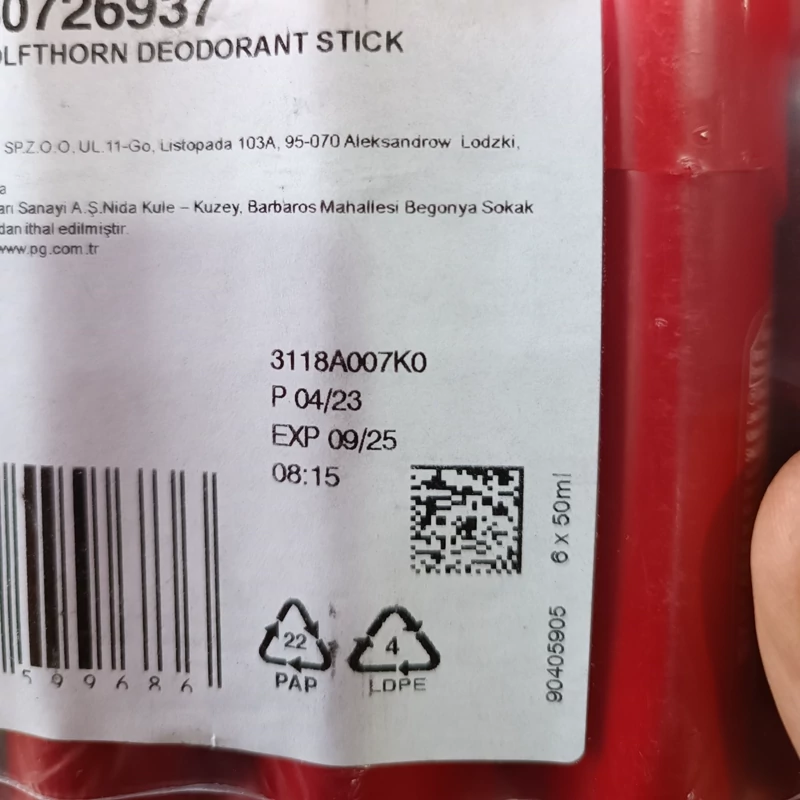 0726937
OLFTHORN DEODORANT STICK
SP.Z.O.O, UL.11-Go, Listopada 103A, 95-070 Aleksandrow Lodzki,
a
arı Sanayi A.Ş.Nida Kule – Kuzey, Barbaros Mahallesi Begonya Sokak
dan ithal edilmiştir.
www.pg.com.tr
3118A007K0
P 04/23
EXP 09/25
08:15
6 x 50ml
90405905
599686
22
PAP
4
LDPE